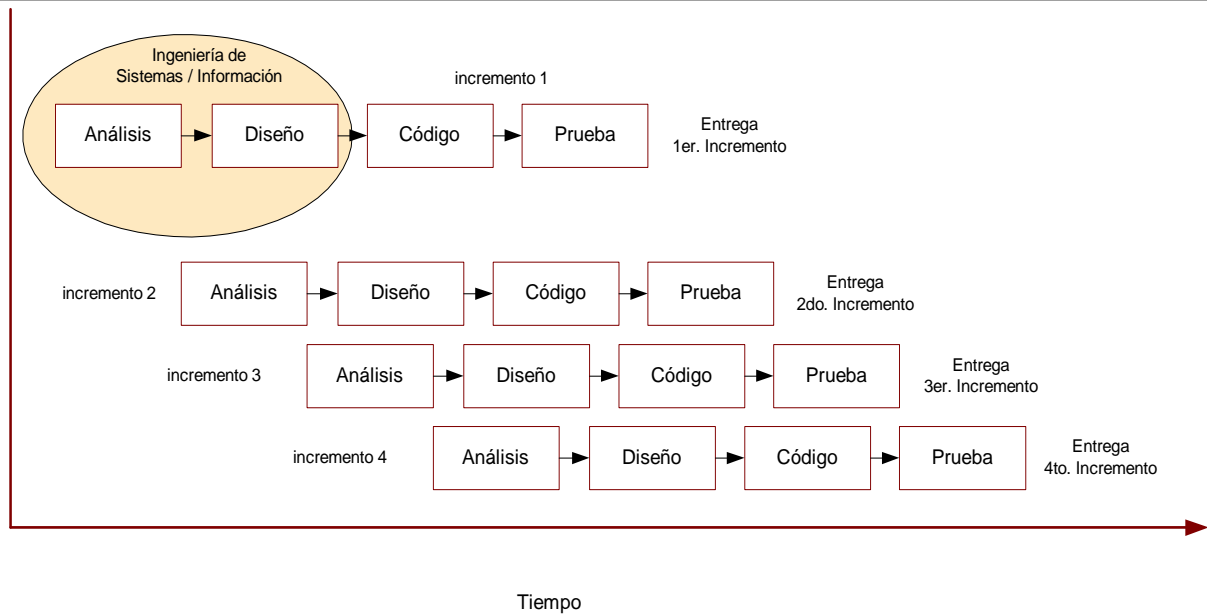 Ingeniería de
Sistemas / Información
incremento 1
Análisis
Diseño
Código
Prueba
Entrega
1er. Incremento
incremento 2
Análisis
Diseño
Código
Prueba
Entrega
2do. Incremento
incremento 3
Análisis
Diseño
Código
Prueba
Entrega
3er. Incremento
incremento 4
Análisis
Diseño
Código
Prueba
Entrega
4to. Incremento
Tiempo